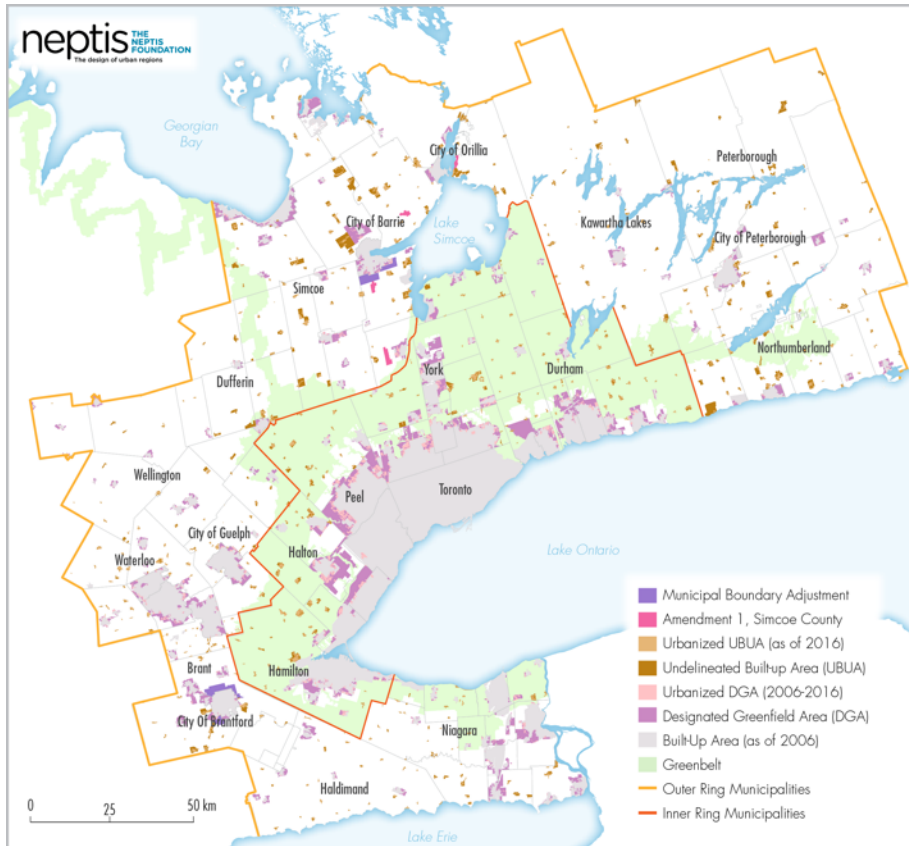 neptis THE
NEPTIS
FOUNDATION
The design of urban regions
Georgian
Bay
City of Orillia
Peterborough
City of Barrie
Lake
Simcoe
Kawartha Lakes
City of Peterborough
Simcoe
Northumberland
York
Durham
Dufferin
Wellington
Peel
Toronto
City of Guelph
Waterloo
Halton
Lake Ontario
Hamilton
Brant
City Of Brantford
Niagara
Haldimand
Lake Erie
Municipal Boundary Adjustment
Amendment 1, Simcoe County
Urbanized UBUA (as of 2016)
Undelineated Built-up Area (UBUA)
Urbanized DGA (2006-2016)
Designated Greenfield Area (DGA)
Built-Up Area (as of 2006)
Greenbelt
Outer Ring Municipalities
Inner Ring Municipalities
0 25 50 km